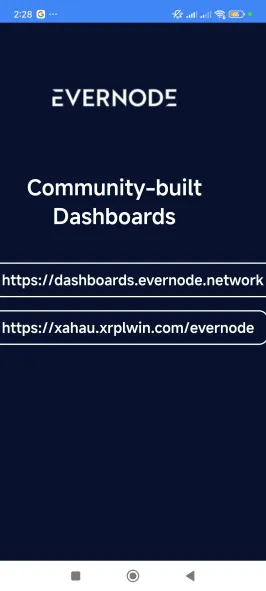 2:28
EVERNODE
Community-built
Dashboards
https://dashboards.evernode.network
https://xahau.xrplwin.com/evernode